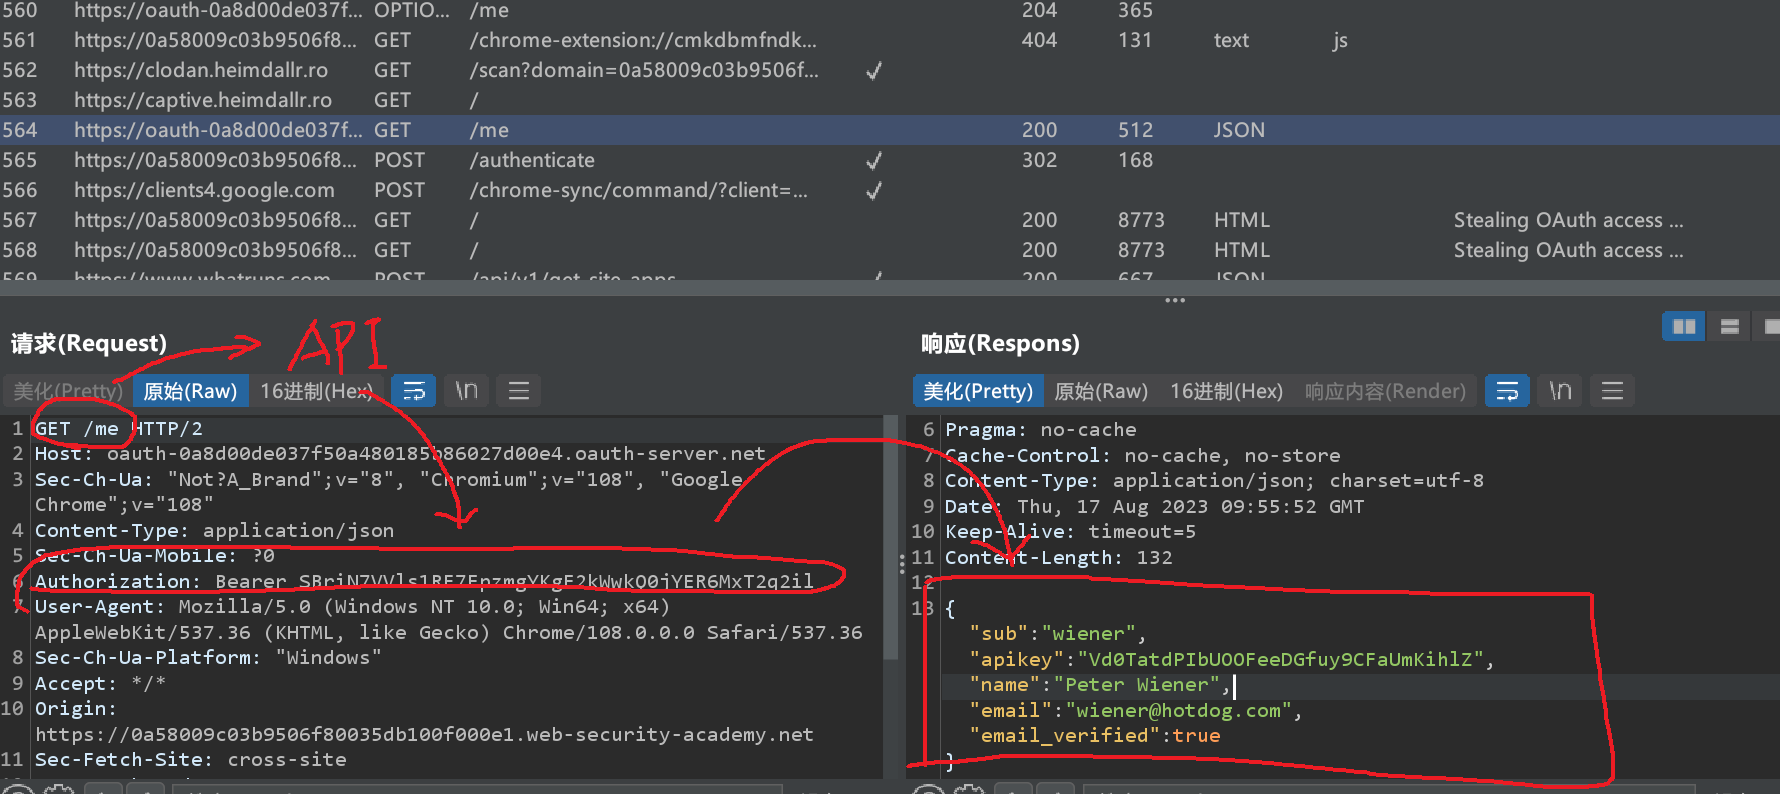 560 https://oauth-0a8d00de037f... OPTIO... /me 204 365
561 https://0a58009c03b9506f8... GET /chrome-extension://cmkdbmfndk... 404 131 text js
562 https://clodan.heimdallr.ro GET /scan?domain=0a58009c03b9506f... ✓
563 https://captive.heimdallr.ro GET /
564 https://oauth-0a8d00de037f... GET /me 200 512 JSON
565 https://0a58009c03b9506f8... POST /authenticate ✓ 302 168
566 https://clients4.google.com POST /chrome-sync/command/?client=... ✓
567 https://0a58009c03b9506f8... GET / 200 8773 HTML Stealing OAuth access ...
568 https://0a58009c03b9506f8... GET / 200 8773 HTML Stealing OAuth access ...
569 https://www.whatruns.com POST /api/v1/get_site_apps ✓ 200 667 JSON
请求(Request)
API
美化(Pretty) 原始(Raw) 16进制(Hex) \n
1 GET /me HTTP/2
2 Host: oauth-0a8d00de037f50a480185b86027d00e4.oauth-server.net
3 Sec-Ch-Ua: "Not?A_Brand";v="8", "Chromium";v="108", "Google
Chrome";v="108"
4 Content-Type: application/json
5 Sec-Ch-Ua-Mobile: ?0
6 Authorization: Bearer
7 User-Agent: Mozilla/5.0 (Windows NT 10.0; Win64; x64)
AppleWebKit/537.36 (KHTML, like Gecko) Chrome/108.0.0.0 Safari/537.36
8 Sec-Ch-Ua-Platform: "Windows"
9 Accept: */*
10 Origin:
https://0a58009c03b9506f80035db100f000e1.web-security-academy.net
11 Sec-Fetch-Site: cross-site
响应(Respons)
美化(Pretty) 原始(Raw) 16进制(Hex) 响应内容(Render) \n
6 Pragma: no-cache
7 Cache-Control: no-cache, no-store
8 Content-Type: application/json; charset=utf-8
9 Date: Thu, 17 Aug 2023 09:55:52 GMT
10 Keep-Alive: timeout=5
11 Content-Length: 132
12
13 {
"sub":"wiener",
"apikey":"Vd0TatdPIbUOOFeeDGfuy9CFaUmKihlZ",
"name":"Peter Wiener",
"email":"wiener@hotdog.com",
"email_verified":true
}